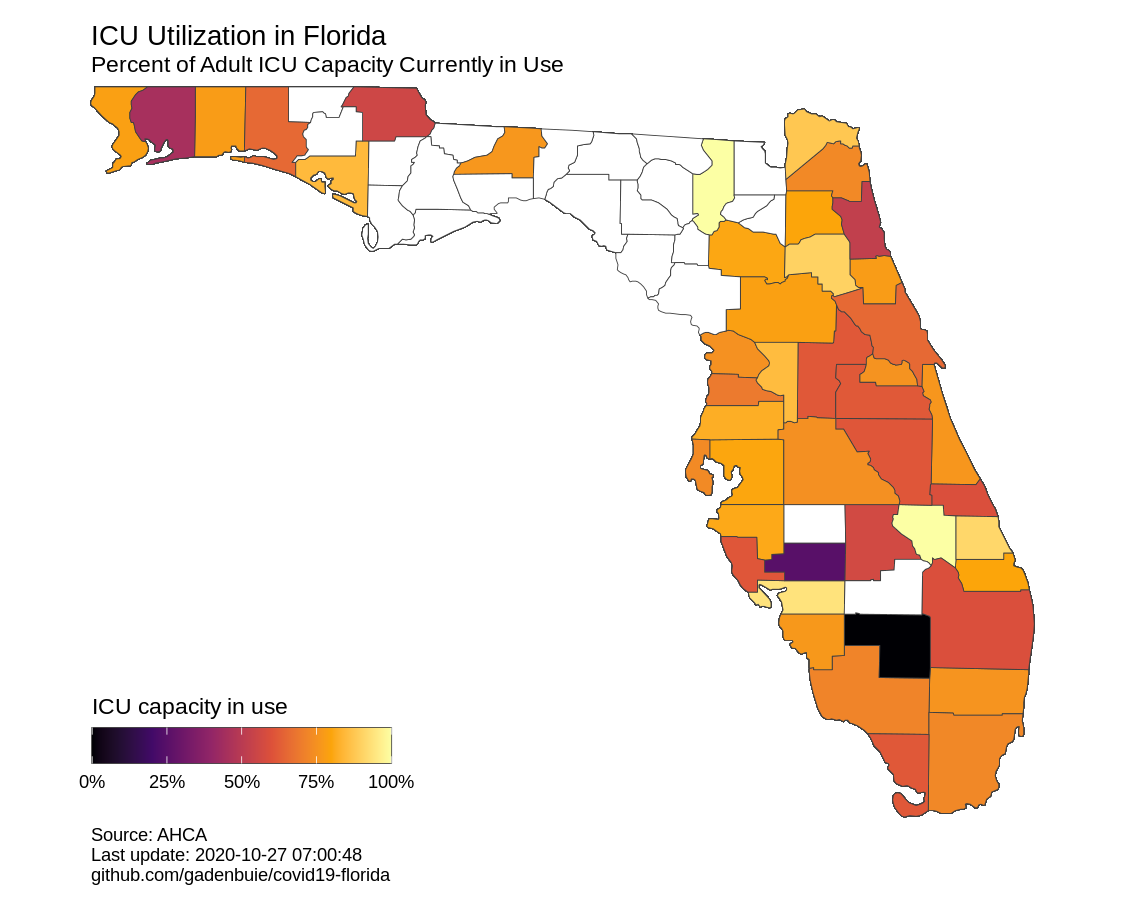 ICU Utilization in Florida
Percent of Adult ICU Capacity Currently in Use
ICU capacity in use
0% 25% 50% 75% 100%
Source: AHCA
Last update: 2020-10-27 07:00:48
github.com/gadenbuie/covid19-florida